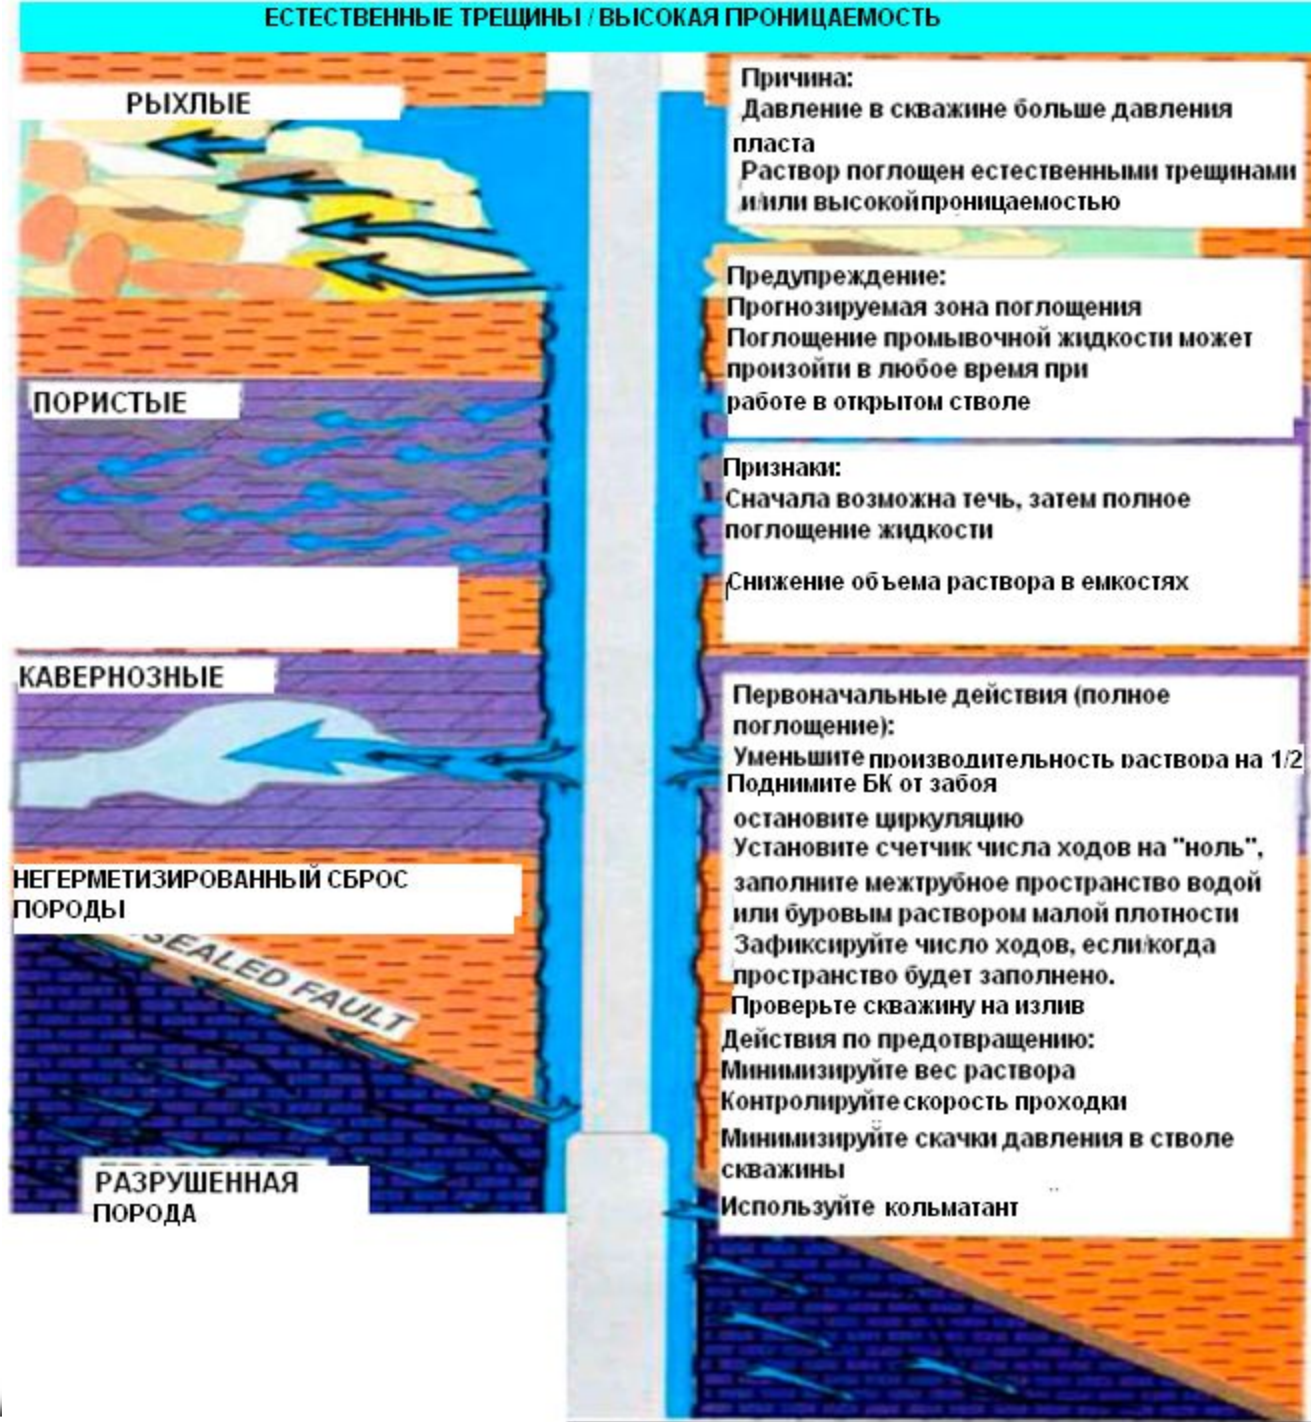 ЕСТЕСТВЕННЫЕ ТРЕЩИНЫ / ВЫСОКАЯ ПРОНИЦАЕМОСТЬ
РЫХЛЫЕ
ПОРИСТЫЕ
КАВЕРНОЗНЫЕ
НЕГЕРМЕТИЗИРОВАННЫЙ СБРОС
ПОРОДЫ
SEALED FAULT
РАЗРУШЕННАЯ
ПОРОДА
Причина:
Давление в скважине больше давления
пласта
Раствор поглощен естественными трещинами
и/или высокой проницаемостью
Предупреждение:
Прогнозируемая зона поглощения
Поглощение промывочной жидкости может
произойти в любое время при
работе в открытом стволе
Признаки:
Сначала возможна течь, затем полное
поглощение жидкости
Снижение объема раствора в емкостях
Первоначальные действия (полное
поглощение):
Уменьшите производительность раствора на 1/2
Поднимите БК от забоя
остановите циркуляцию
Установите счетчик числа ходов на "ноль",
заполните межтрубное пространство водой
или буровым раствором малой плотности
Зафиксируйте число ходов, если/когда
пространство будет заполнено.
Проверьте скважину на излив
Действия по предотвращению:
Минимизируйте вес раствора
Контролируйте скорость проходки
Минимизируйте скачки давления в стволе
скважины
Используйте кольматант